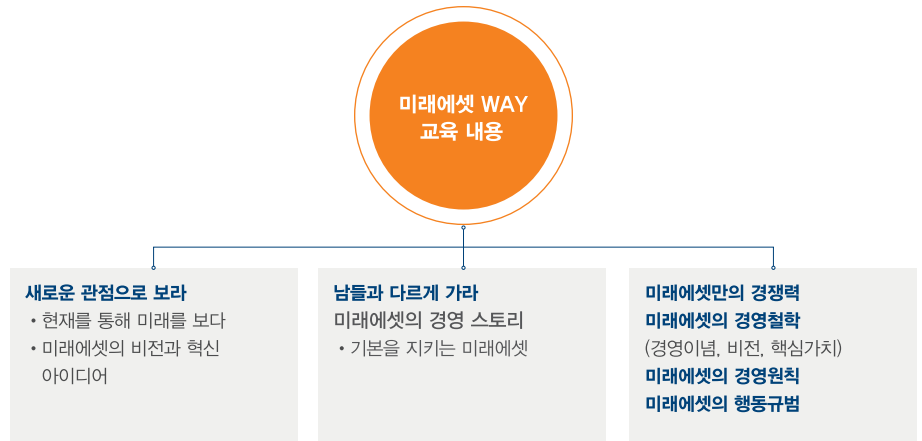 미래에셋 WAY
교육 내용
새로운 관점으로 보라
• 현재를 통해 미래를 보다
• 미래에셋의 비전과 혁신
아이디어
남들과 다르게 가라
미래에셋의 경영 스토리
• 기본을 지키는 미래에셋
미래에셋만의 경쟁력
미래에셋의 경영철학
(경영이념, 비전, 핵심가치)
미래에셋의 경영원칙
미래에셋의 행동규범